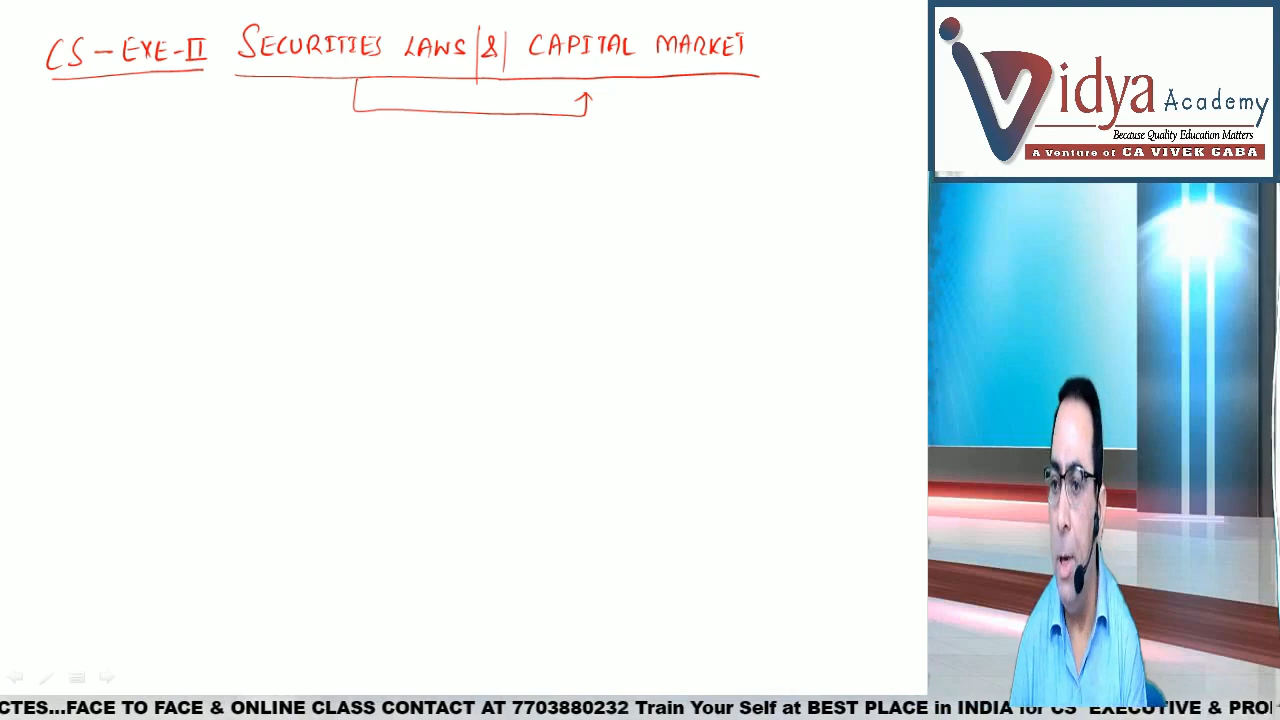 CS - EXE-II SECURITIES LAWS & CAPITAL MARKET
Vidya Academy
Because Quality Education Matters
A Venture of CA VIVEK GABA
CTES...FACE TO FACE & ONLINE CLASS CONTACT AT 7703880232 Train Your Self at BEST PLACE in INDIA for CS EXECUTIVE & PRO